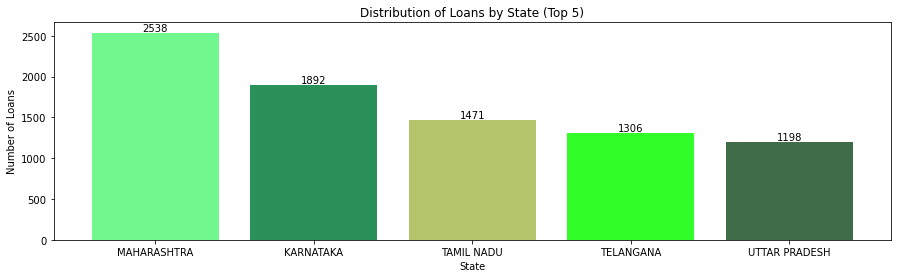 Distribution of Loans by State (Top 5)
Number of Loans
2500
2000
1500
1000
500
0
2538
1892
1471
1306
1198
MAHARASHTRA
KARNATAKA
TAMIL NADU
TELANGANA
UTTAR PRADESH
State